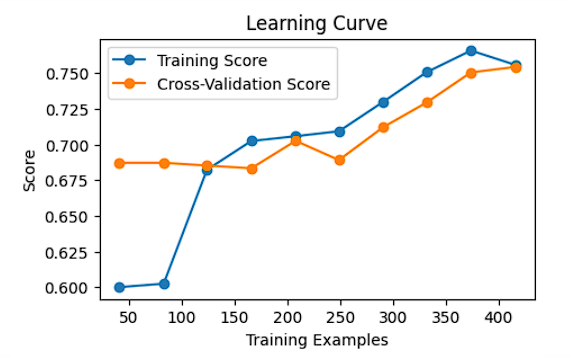 Learning Curve
Training Score
Cross-Validation Score
0.750
0.725
0.700
0.675
0.650
0.625
0.600
Score
50 100 150 200 250 300 350 400
Training Examples